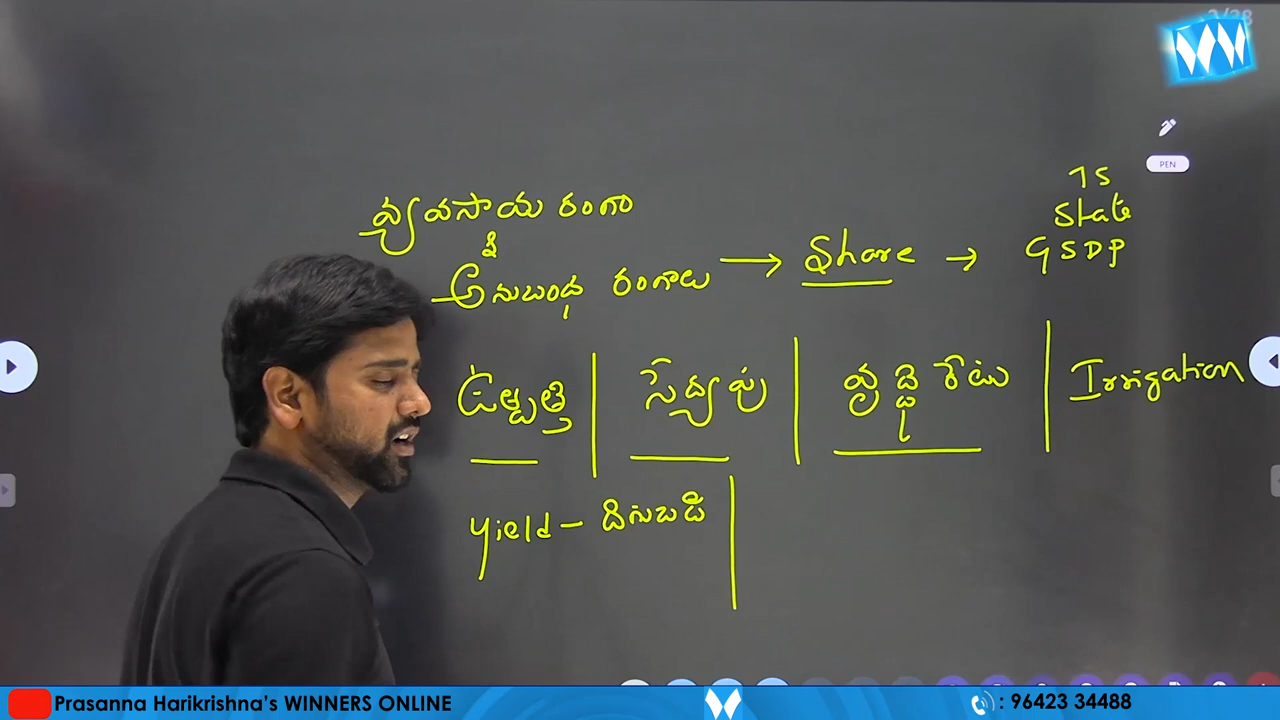 వ్యవసాయ రంగం
&
అనుబంధ రంగాలు → Share → TS State GSDP
ఉత్పత్తి | సేద్యపు | వృద్ధి రేటు | Irrigation
Yield – దిగుబడి |
PEN
Prasanna Harikrishna's WINNERS ONLINE
: 96423 34488